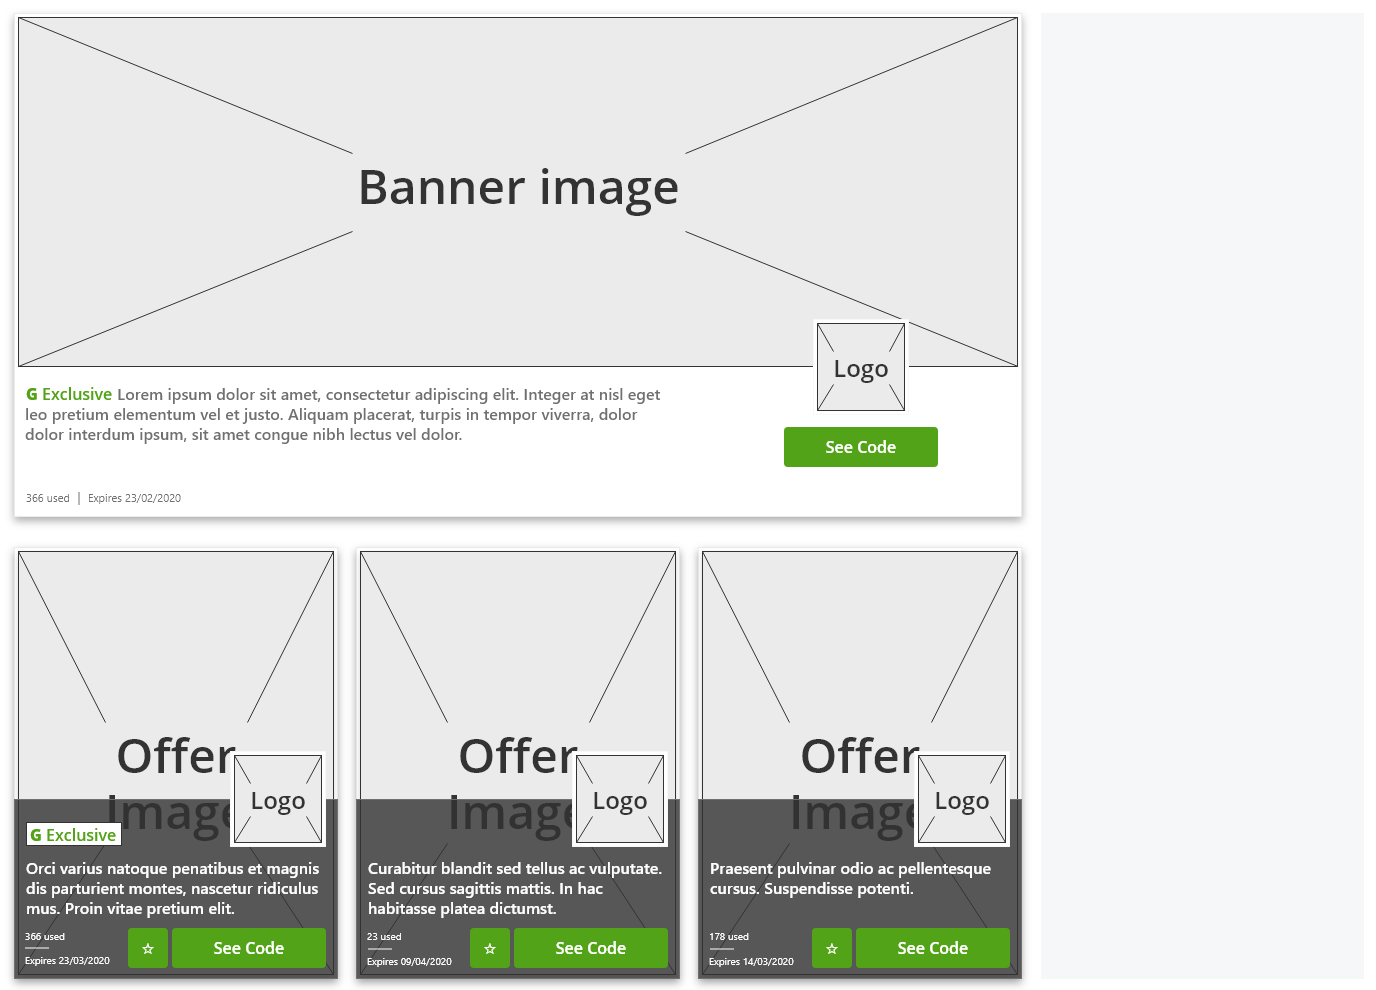 Banner image
Logo
G Exclusive Lorem ipsum dolor sit amet, consectetur adipiscing elit. Integer at nisl eget
leo pretium elementum vel et justo. Aliquam placerat, turpis in tempor viverra, dolor
dolor interdum ipsum, sit amet congue nibh lectus vel dolor.
See Code
366 used | Expires 23/02/2020
Offer
image
Logo
G Exclusive
Orci varius natoque penatibus et magnis
dis parturient montes, nascetur ridiculus
mus. Proin vitae pretium elit.
366 used
Expires 23/03/2020
See Code
Offer
image
Logo
Curabitur blandit sed tellus ac vulputate.
Sed cursus sagittis mattis. In hac
habitasse platea dictumst.
23 used
Expires 09/04/2020
See Code
Offer
image
Logo
Praesent pulvinar odio ac pellentesque
cursus. Suspendisse potenti.
178 used
Expires 14/03/2020
See Code